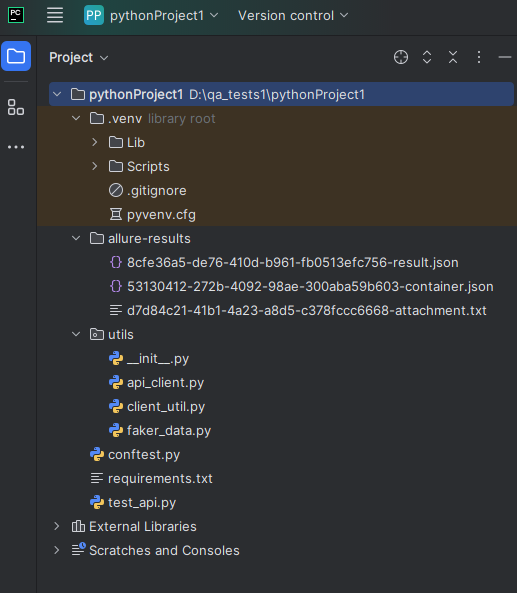 PC PP pythonProject1 Version control
Project
pythonProject1 D:\qa_tests1\pythonProject1
.venv library root
Lib
Scripts
.gitignore
pyvenv.cfg
allure-results
{} 8cfe36a5-de76-410d-b961-fb0513efc756-result.json
{} 53130412-272b-4092-98ae-300aba59b603-container.json
d7d84c21-41b1-4a23-a8d5-c378fccc6668-attachment.txt
utils
__init__.py
api_client.py
client_util.py
faker_data.py
conftest.py
requirements.txt
test_api.py
External Libraries
Scratches and Consoles